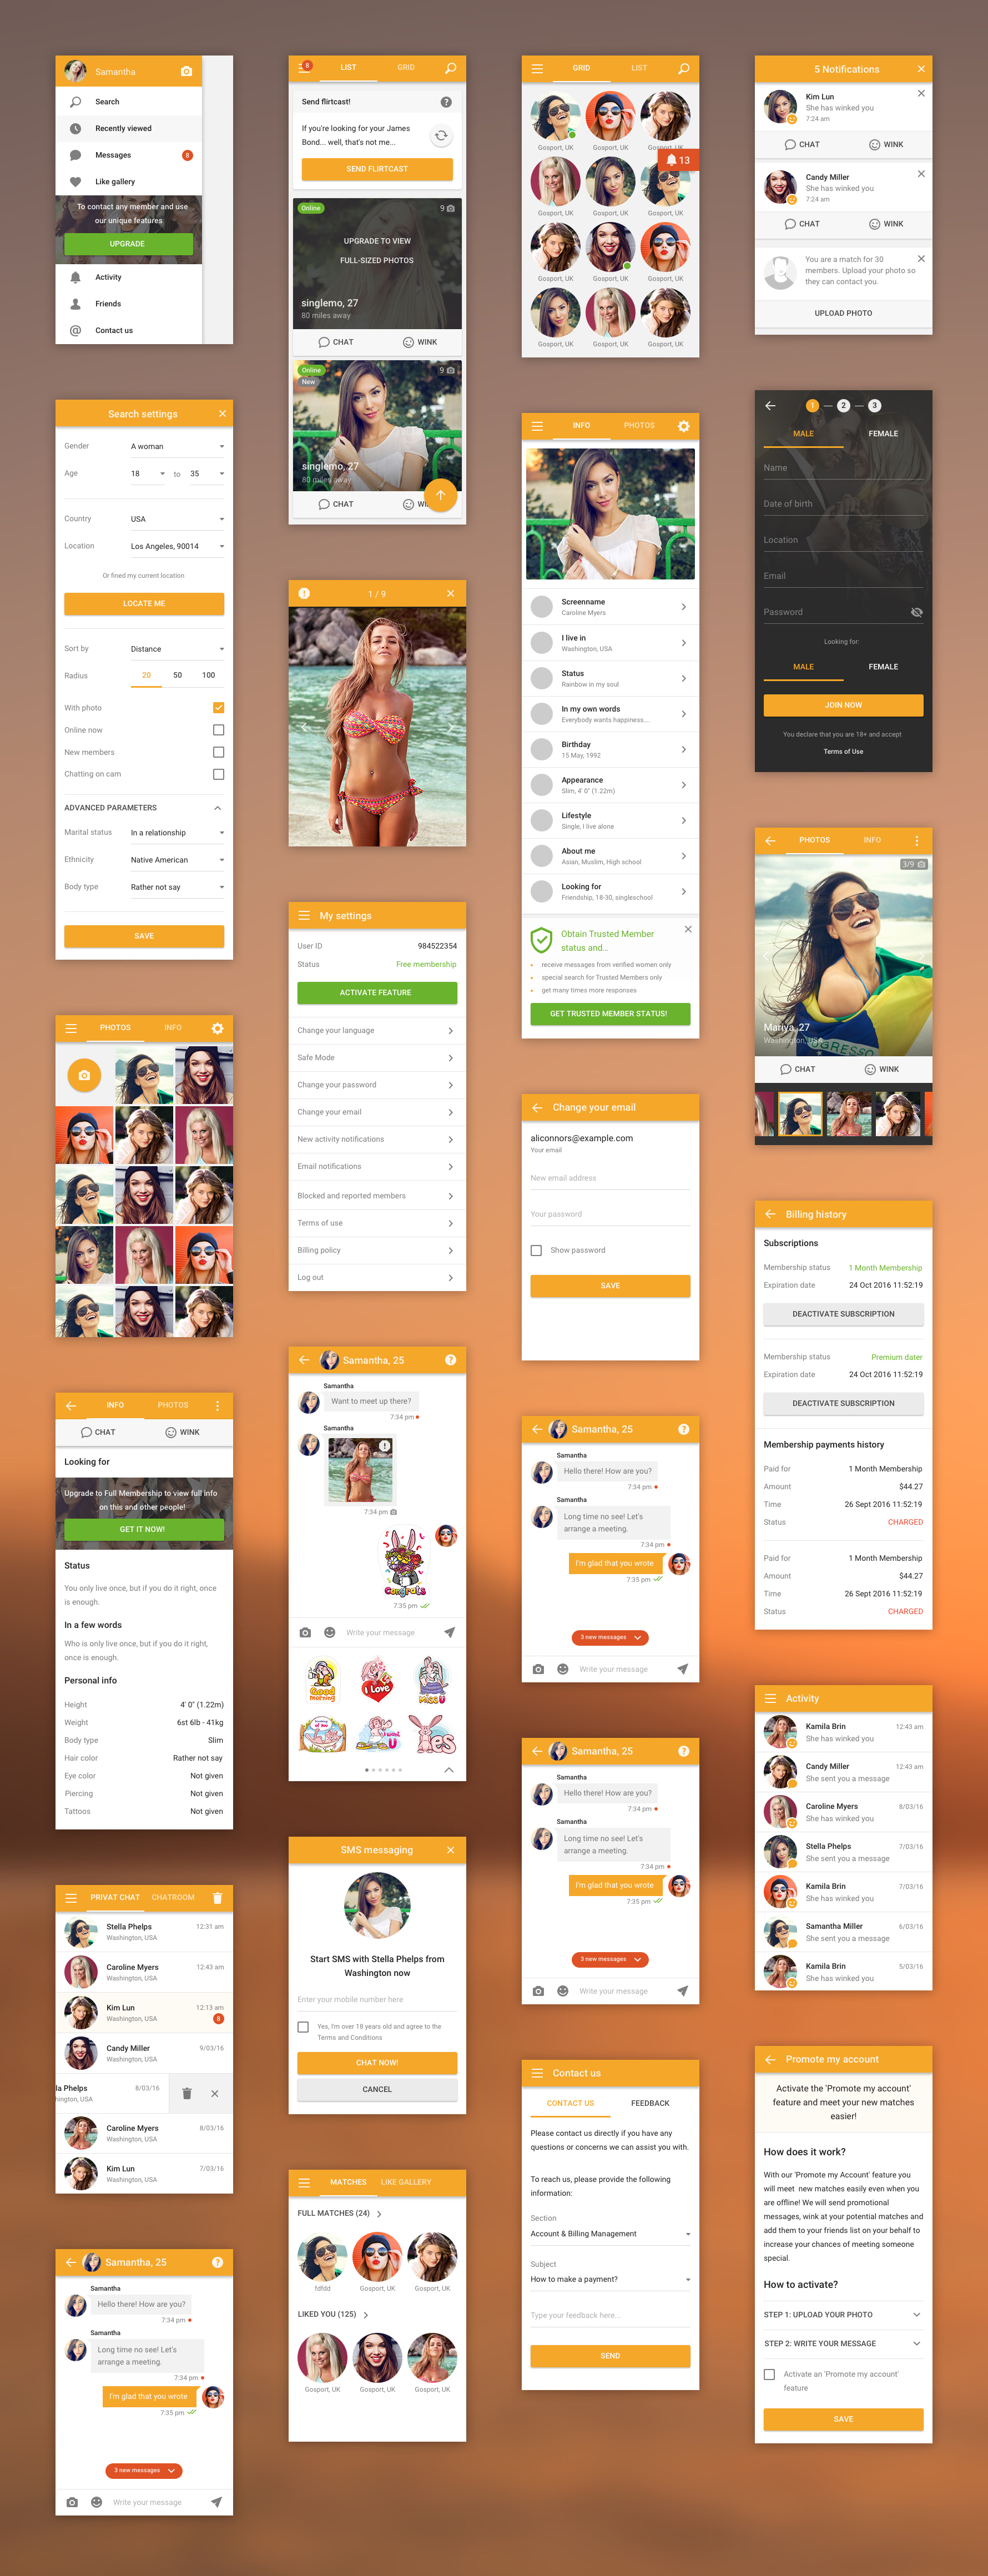 Samantha
Search
Recently viewed
Messages
8
Like gallery
To contact any member and use
our unique features
UPGRADE
Activity
Friends
Contact us
Search settings
Gender
A woman
Age
18
to
35
Country
USA
Location
Los Angeles, 90014
Or fined my current location
LOCATE ME
Sort by
Distance
Radius
20
50
100
With photo
Online now
New members
Chatting on cam
ADVANCED PARAMETERS
Marital status
In a relationship
Ethnicity
Native American
Body type
Rather not say
SAVE
PHOTOS
INFO
INFO
PHOTOS
CHAT
WINK
Looking for
Upgrade to Full Membership to view full info
on this and other people!
GET IT NOW!
Status
You only live once, but if you do it right, once
is enough.
In a few words
Who is only live once, but if you do it right,
once is enough.
Personal info
Height
4' 0" (1.22m)
Weight
6st 6lb - 41kg
Body type
Slim
Hair color
Rather not say
Eye color
Not given
Piercing
Not given
Tattoos
Not given
PRIVAT CHAT
CHATROOM
Stella Phelps
12:31 am
Washington, USA
Caroline Myers
12:43 am
Washington, USA
Kim Lun
12:13 am
Washington, USA
8
Candy Miller
9/03/16
Washington, USA
la Phelps
8/03/16
hington, USA
Caroline Myers
8/03/16
Washington, USA
Kim Lun
7/03/16
Washington, USA
Samantha, 25
Samantha
Hello there! How are you?
7:34 pm
Samantha
Long time no see! Let's
arrange a meeting.
7:34 pm
I'm glad that you wrote
7:35 pm
3 new messages
Write your message
8
LIST
GRID
Send flirtcast!
If you're looking for your James
Bond... well, that's not me...
SEND FLIRTCAST
Online
9
UPGRADE TO VIEW
FULL-SIZED PHOTOS
singlemo, 27
80 miles away
CHAT
WINK
Online
9
New
singlemo, 27
80 miles away
CHAT
WI
1 / 9
My settings
User ID
984522354
Status
Free membership
ACTIVATE FEATURE
Change your language
Safe Mode
Change your password
Change your email
New activity notifications
Email notifications
Blocked and reported members
Terms of use
Billing policy
Log out
Samantha, 25
Samantha
Want to meet up there?
7:34 pm
Samantha
7:34 pm
Congrats
7:35 pm
Write your message
Good
morning
I Love
Miss U
U
Yes
SMS messaging
Start SMS with Stella Phelps from
Washington now
Enter your mobile number here
Yes, I'm over 18 years old and agree to the
Terms and Conditions
CHAT NOW!
CANCEL
MATCHES
LIKE GALLERY
FULL MATCHES (24)
fdfdd
Gosport, UK
Gosport, UK
LIKED YOU (125)
Gosport, UK
Gosport, UK
Gosport, UK
GRID
LIST
Gosport, UK
Gosport, UK
Gosport, UK
13
Gosport, UK
Gosport, UK
Gosport, UK
Gosport, UK
Gosport, UK
Gosport, UK
Gosport, UK
Gosport, UK
Gosport, UK
INFO
PHOTOS
Screenname
Caroline Myers
I live in
Washington, USA
Status
Rainbow in my soul
In my own words
Everybody wants happiness....
Birthday
15 May, 1992
Appearance
Slim, 4' 0" (1.22m)
Lifestyle
Single, I live alone
About me
Asian, Muslim, High school
Looking for
Friendship, 18-30, singleschool
Obtain Trusted Member
status and...
receive messages from verified women only
special search for Trusted Members only
get many times more responses
GET TRUSTED MEMBER STATUS!
Change your email
aliconnors@example.com
Your email
New email address
Your password
Show password
SAVE
Samantha, 25
Samantha
Hello there! How are you?
7:34 pm
Samantha
Long time no see! Let's
arrange a meeting.
7:34 pm
I'm glad that you wrote
7:35 pm
3 new messages
Write your message
Samantha, 25
Samantha
Hello there! How are you?
7:34 pm
Samantha
Long time no see! Let's
arrange a meeting.
7:34 pm
I'm glad that you wrote
7:35 pm
3 new messages
Write your message
Contact us
CONTACT US
FEEDBACK
Please contact us directly if you have any
questions or concerns we can assist you with.
To reach us, please provide the following
information:
Section
Account & Billing Management
Subject
How to make a payment?
Type your feedback here...
SEND
5 Notifications
Kim Lun
She has winked you
7:24 am
CHAT
WINK
Candy Miller
She has winked you
7:24 am
CHAT
WINK
You are a match for 30
members. Upload your photo so
they can contact you.
UPLOAD PHOTO
1
2
3
MALE
FEMALE
Name
Date of birth
Location
Email
Password
Looking for:
MALE
FEMALE
JOIN NOW
You declare that you are 18+ and accept
Terms of Use
PHOTOS
INFO
3/9
Mariya, 27
Washington, USA
CHAT
WINK
Billing history
Subscriptions
Membership status
1 Month Membership
Expiration date
24 Oct 2016 11:52:19
DEACTIVATE SUBSCRIPTION
Membership status
Premium dater
Expiration date
24 Oct 2016 11:52:19
DEACTIVATE SUBSCRIPTION
Membership payments history
Paid for
1 Month Membership
Amount
$44.27
Time
26 Sept 2016 11:52:19
Status
CHARGED
Paid for
1 Month Membership
Amount
$44.27
Time
26 Sept 2016 11:52:19
Status
CHARGED
Activity
Kamila Brin
12:43 am
She has winked you
Candy Miller
12:43 am
She sent you a message
Caroline Myers
8/03/16
She has winked you
Stella Phelps
7/03/16
She sent you a message
Kamila Brin
7/03/16
She has winked you
Samantha Miller
6/03/16
She sent you a message
Kamila Brin
5/03/16
She has winked you
Promote my account
Activate the 'Promote my account'
feature and meet your new matches
easier!
How does it work?
With our 'Promote my Account' feature you
will meet new matches easily even when you
are offline! We will send promotional
messages, wink at your potential matches and
add them to your friends list on your behalf to
increase your chances of meeting someone
special.
How to activate?
STEP 1: UPLOAD YOUR PHOTO
STEP 2: WRITE YOUR MESSAGE
Activate an 'Promote my account'
feature
SAVE